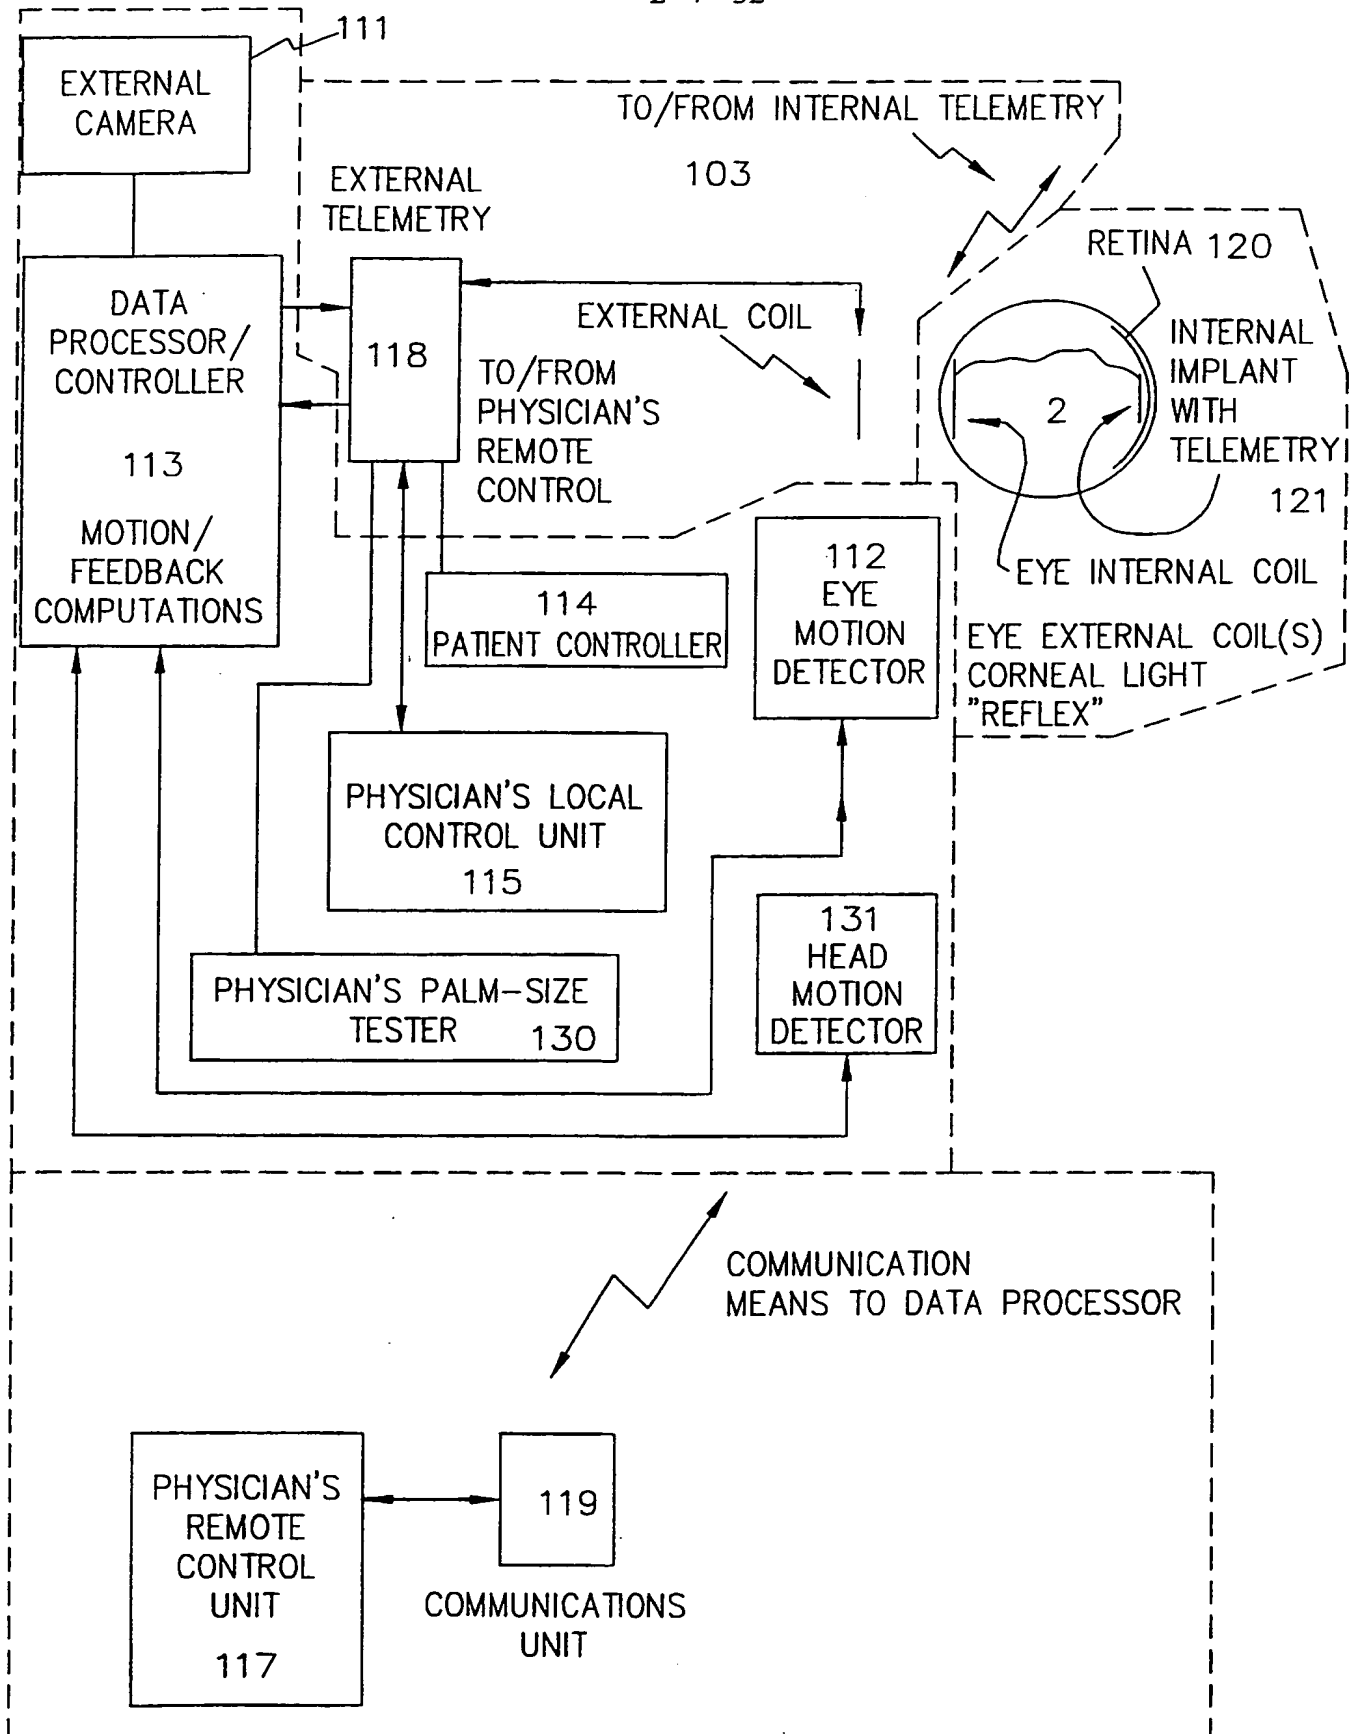 111
EXTERNAL
CAMERA
TO/FROM INTERNAL TELEMETRY
103
EXTERNAL
TELEMETRY
RETINA 120
DATA
PROCESSOR/
CONTROLLER
113
MOTION/
FEEDBACK
COMPUTATIONS
118
EXTERNAL COIL
TO/FROM
PHYSICIAN'S
REMOTE
CONTROL
2
INTERNAL
IMPLANT
WITH
TELEMETRY
121
EYE INTERNAL COIL
EYE EXTERNAL COIL(S)
CORNEAL LIGHT
"REFLEX"
112
EYE
MOTION
DETECTOR
114
PATIENT CONTROLLER
PHYSICIAN'S LOCAL
CONTROL UNIT
115
131
HEAD
MOTION
DETECTOR
PHYSICIAN'S PALM-SIZE
TESTER 130
COMMUNICATION
MEANS TO DATA PROCESSOR
PHYSICIAN'S
REMOTE
CONTROL
UNIT
117
119
COMMUNICATIONS
UNIT